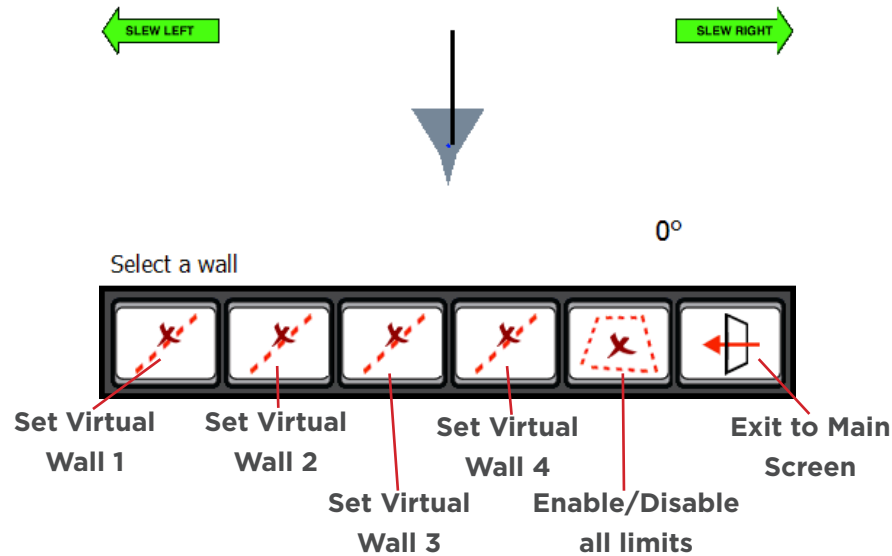 SLEW LEFT
SLEW RIGHT
0°
Select a wall
Set Virtual
Wall 1
Set Virtual
Wall 2
Set Virtual
Wall 3
Set Virtual
Wall 4
Enable/Disable
all limits
Exit to Main
Screen